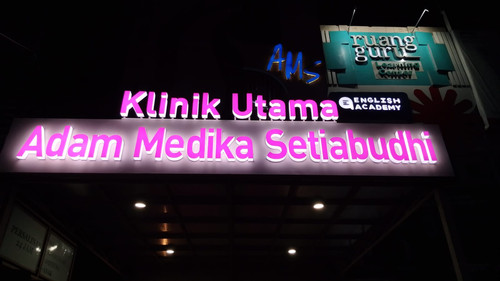 AMS
ruang
guru
Learning
Center
ENGLISH
ACADEMY
Klinik Utama
Adam Medika Setiabudhi